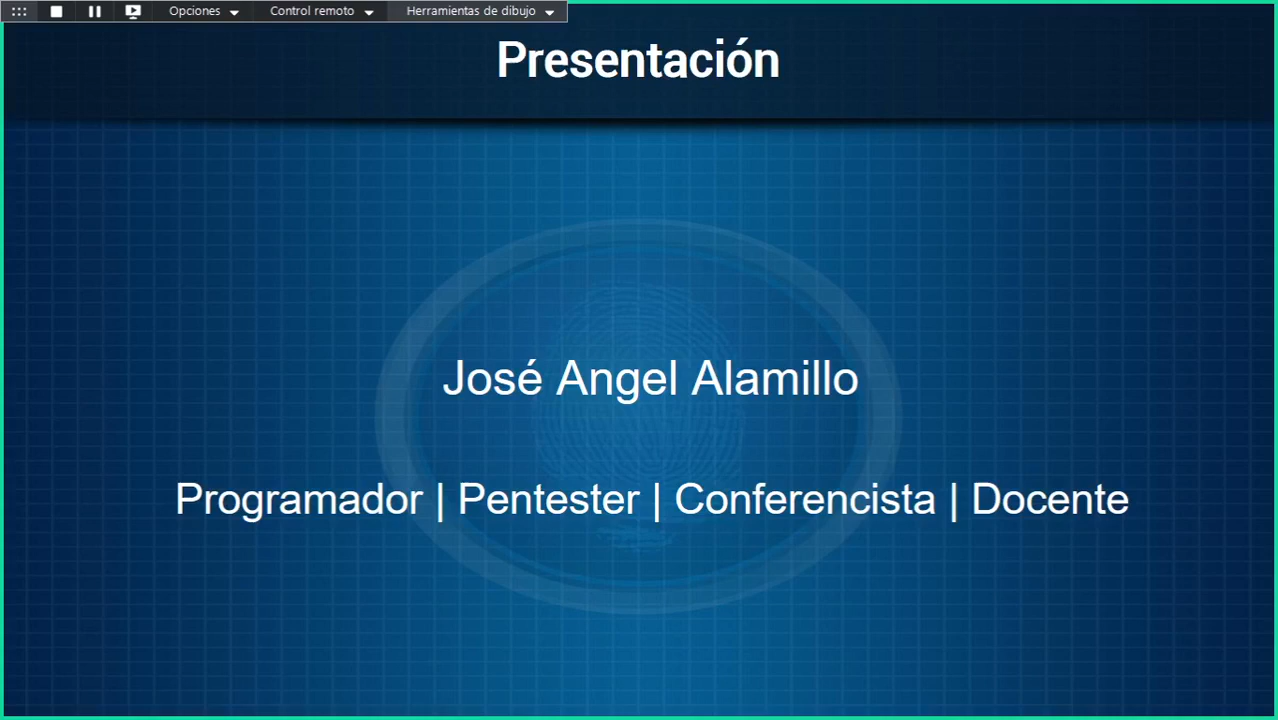 Opciones
Control remoto
Herramientas de dibujo
Presentación
José Angel Alamillo
Programador | Pentester | Conferencista | Docente